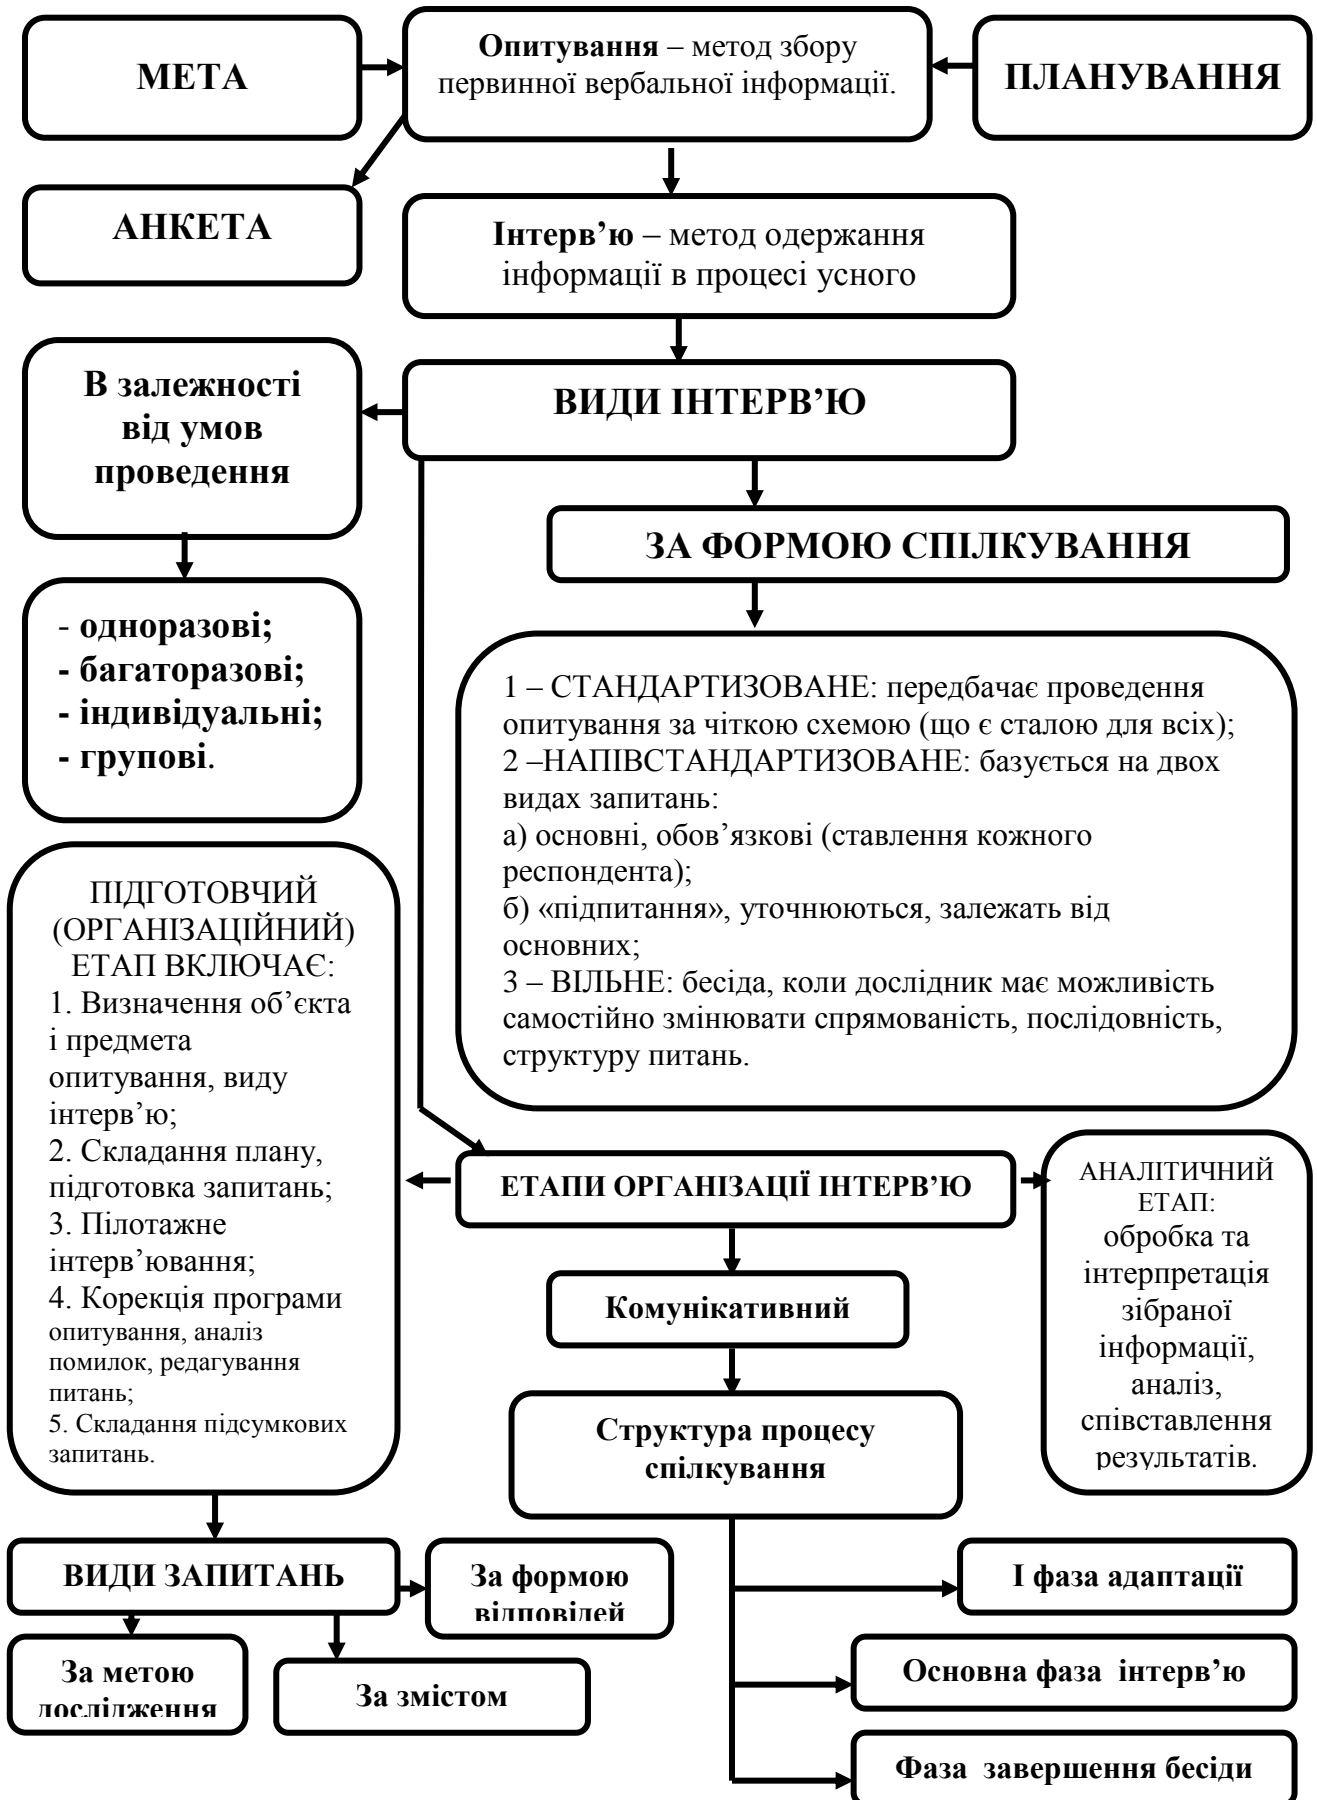 МЕТА
Опитування – метод збору
первинної вербальної інформації.
ПЛАНУВАННЯ
АНКЕТА
Інтерв’ю – метод одержання
інформації в процесі усного
В залежності
від умов
проведення
ВИДИ ІНТЕРВ’Ю
ЗА ФОРМОЮ СПІЛКУВАННЯ
- одноразові;
- багаторазові;
- індивідуальні;
- групові.
1 – СТАНДАРТИЗОВАНЕ: передбачає проведення
опитування за чіткою схемою (що є сталою для всіх);
2 –НАПІВСТАНДАРТИЗОВАНЕ: базується на двох
видах запитань:
а) основні, обов’язкові (ставлення кожного
респондента);
б) «підпитання», уточнюються, залежать від
основних;
3 – ВІЛЬНЕ: бесіда, коли дослідник має можливість
самостійно змінювати спрямованість, послідовність,
структуру питань.
ПІДГОТОВЧИЙ
(ОРГАНІЗАЦІЙНИЙ)
ЕТАП ВКЛЮЧАЄ:
1. Визначення об’єкта
і предмета
опитування, виду
інтерв’ю;
2. Складання плану,
підготовка запитань;
3. Пілотажне
інтерв’ювання;
4. Корекція програми
опитування, аналіз
помилок, редагування
питань;
5. Складання підсумкових
запитань.
ЕТАПИ ОРГАНІЗАЦІЇ ІНТЕРВ’Ю
АНАЛІТИЧНИЙ
ЕТАП:
обробка та
інтерпретація
зібраної
інформації,
аналіз,
співставлення
результатів.
Комунікативний
Структура процесу
спілкування
ВИДИ ЗАПИТАНЬ
За формою
відповідей
І фаза адаптації
За метою
дослідження
За змістом
Основна фаза інтерв’ю
Фаза завершення бесіди